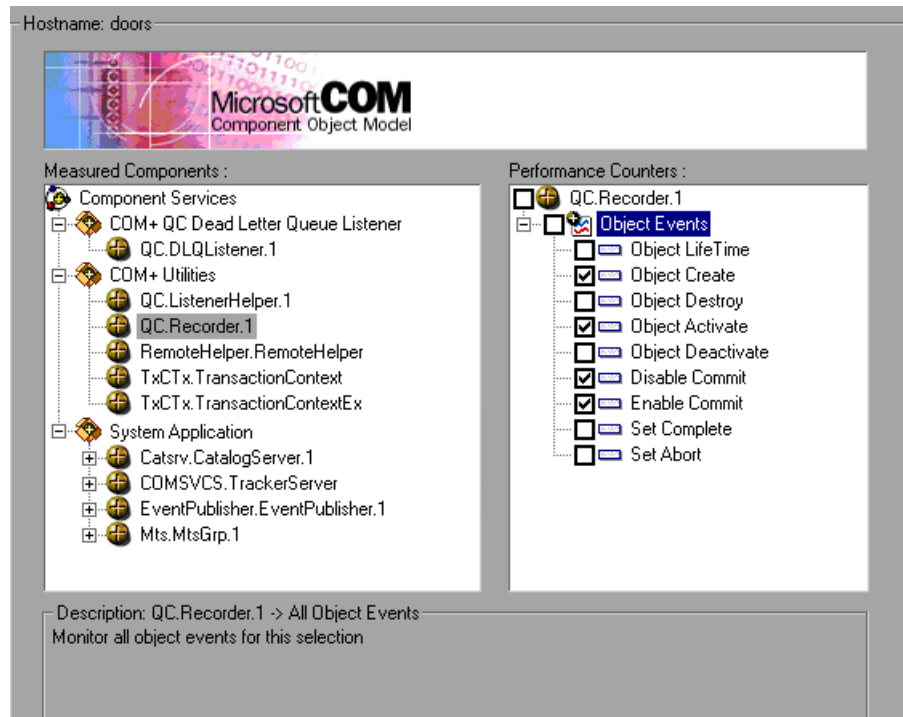 Hostname: doors
MicrosoftCOM
Component Object Model
Measured Components :
Component Services
COM+ QC Dead Letter Queue Listener
QC.DLQListener.1
COM+ Utilities
QC.ListenerHelper.1
QC.Recorder.1
RemoteHelper.RemoteHelper
TxCTx.TransactionContext
TxCTx.TransactionContextEx
System Application
Catsrv.CatalogServer.1
COMSVCS.TrackerServer
EventPublisher.EventPublisher.1
Mts.MtsGrp.1
Performance Counters :
QC.Recorder.1
Object Events
Object LifeTime
Object Create
Object Destroy
Object Activate
Object Deactivate
Disable Commit
Enable Commit
Set Complete
Set Abort
Description: QC.Recorder.1 -> All Object Events
Monitor all object events for this selection